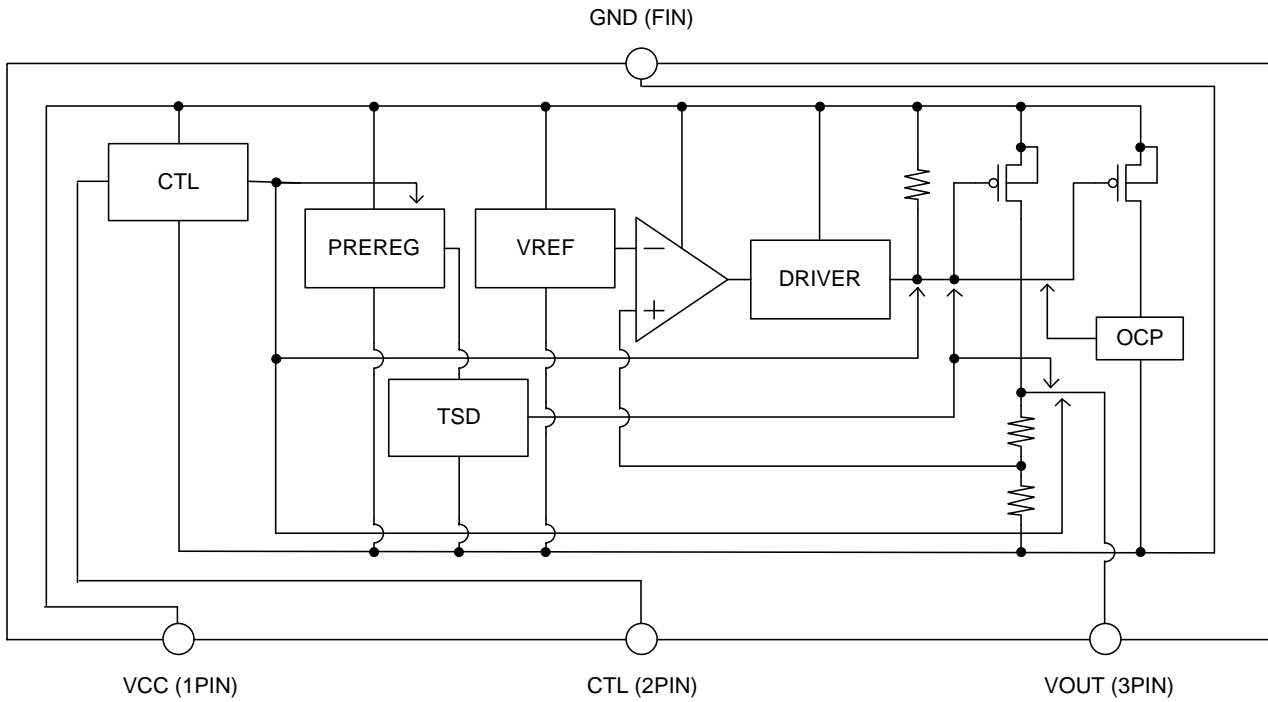 GND (FIN)
CTL
PREREG
VREF
DRIVER
OCP
TSD
VCC (1PIN)
CTL (2PIN)
VOUT (3PIN)